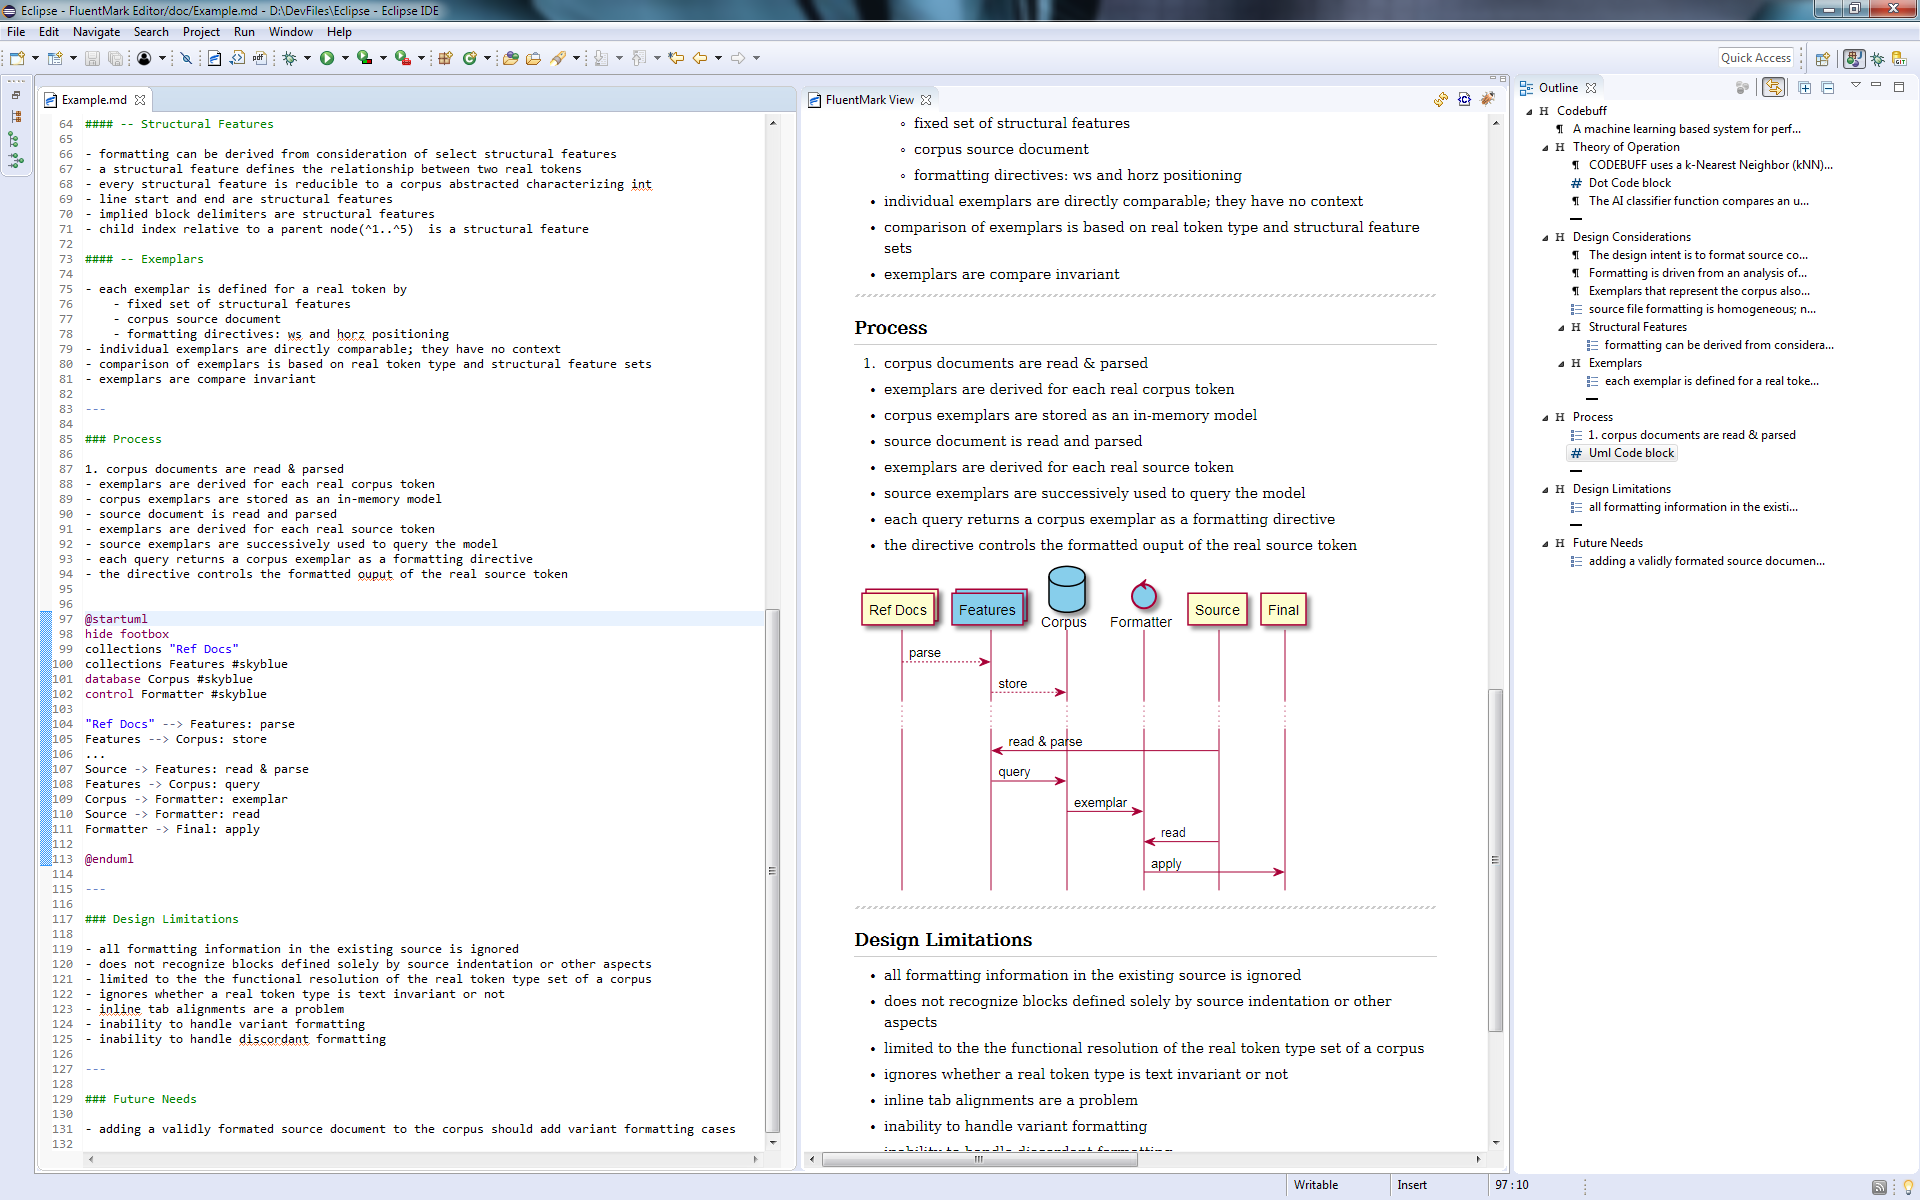 Eclipse - FluentMark Editor/doc/Example.md - D:\DevFiles\Eclipse - Eclipse IDE
File Edit Navigate Search Project Run Window Help
Quick Access
Example.md
64 #### -- Structural Features
65
66 - formatting can be derived from consideration of select structural features
67 - a structural feature defines the relationship between two real tokens
68 - every structural feature is reducible to a corpus abstracted characterizing int
69 - line start and end are structural features
70 - implied block delimiters are structural features
71 - child index relative to a parent node(^1..^5)  is a structural feature
72
73 #### -- Exemplars
74
75 - each exemplar is defined for a real token by
76     - fixed set of structural features
77     - corpus source document
78     - formatting directives: ws and horz positioning
79 - individual exemplars are directly comparable; they have no context
80 - comparison of exemplars is based on real token type and structural feature sets
81 - exemplars are compare invariant
82
83 ---
84
85 ### Process
86
87 1. corpus documents are read & parsed
88 - exemplars are derived for each real corpus token
89 - corpus exemplars are stored as an in-memory model
90 - source document is read and parsed
91 - exemplars are derived for each real source token
92 - source exemplars are successively used to query the model
93 - each query returns a corpus exemplar as a formatting directive
94 - the directive controls the formatted ouput of the real source token
95
96
97 @startuml
98 hide footbox
99 collections "Ref Docs"
100 collections Features #skyblue
101 database Corpus #skyblue
102 control Formatter #skyblue
103
104 "Ref Docs" --> Features: parse
105 Features --> Corpus: store
106 ...
107 Source -> Features: read & parse
108 Features -> Corpus: query
109 Corpus -> Formatter: exemplar
110 Source -> Formatter: read
111 Formatter -> Final: apply
112
113 @enduml
114
115 ---
116
117 ### Design Limitations
118
119 - all formatting information in the existing source is ignored
120 - does not recognize blocks defined solely by source indentation or other aspects
121 - limited to the the functional resolution of the real token type set of a corpus
122 - ignores whether a real token type is text invariant or not
123 - inline tab alignments are a problem
124 - inability to handle variant formatting
125 - inability to handle discordant formatting
126
127 ---
128
129 ### Future Needs
130
131 - adding a validly formated source document to the corpus should add variant formatting cases
132
FluentMark View
◦ fixed set of structural features
◦ corpus source document
◦ formatting directives: ws and horz positioning
• individual exemplars are directly comparable; they have no context
• comparison of exemplars is based on real token type and structural feature
sets
• exemplars are compare invariant
Process
1. corpus documents are read & parsed
• exemplars are derived for each real corpus token
• corpus exemplars are stored as an in-memory model
• source document is read and parsed
• exemplars are derived for each real source token
• source exemplars are successively used to query the model
• each query returns a corpus exemplar as a formatting directive
• the directive controls the formatted ouput of the real source token
Ref Docs Features Corpus Formatter Source Final
parse
store
read & parse
query
exemplar
read
apply
Design Limitations
• all formatting information in the existing source is ignored
• does not recognize blocks defined solely by source indentation or other
aspects
• limited to the the functional resolution of the real token type set of a corpus
• ignores whether a real token type is text invariant or not
• inline tab alignments are a problem
• inability to handle variant formatting
• inability to handle discordant formatting
Outline
H Codebuff
¶ A machine learning based system for perf...
H Theory of Operation
¶ CODEBUFF uses a k-Nearest Neighbor (kNN)...
# Dot Code block
¶ The AI classifier function compares an u...
H Design Considerations
¶ The design intent is to format source co...
¶ Formatting is driven from an analysis of...
¶ Exemplars that represent the corpus also...
source file formatting is homogeneous; n...
H Structural Features
formatting can be derived from considera...
H Exemplars
each exemplar is defined for a real toke...
H Process
1. corpus documents are read & parsed
# Uml Code block
H Design Limitations
all formatting information in the existi...
H Future Needs
adding a validly formated source documen...
Writable Insert 97 : 10